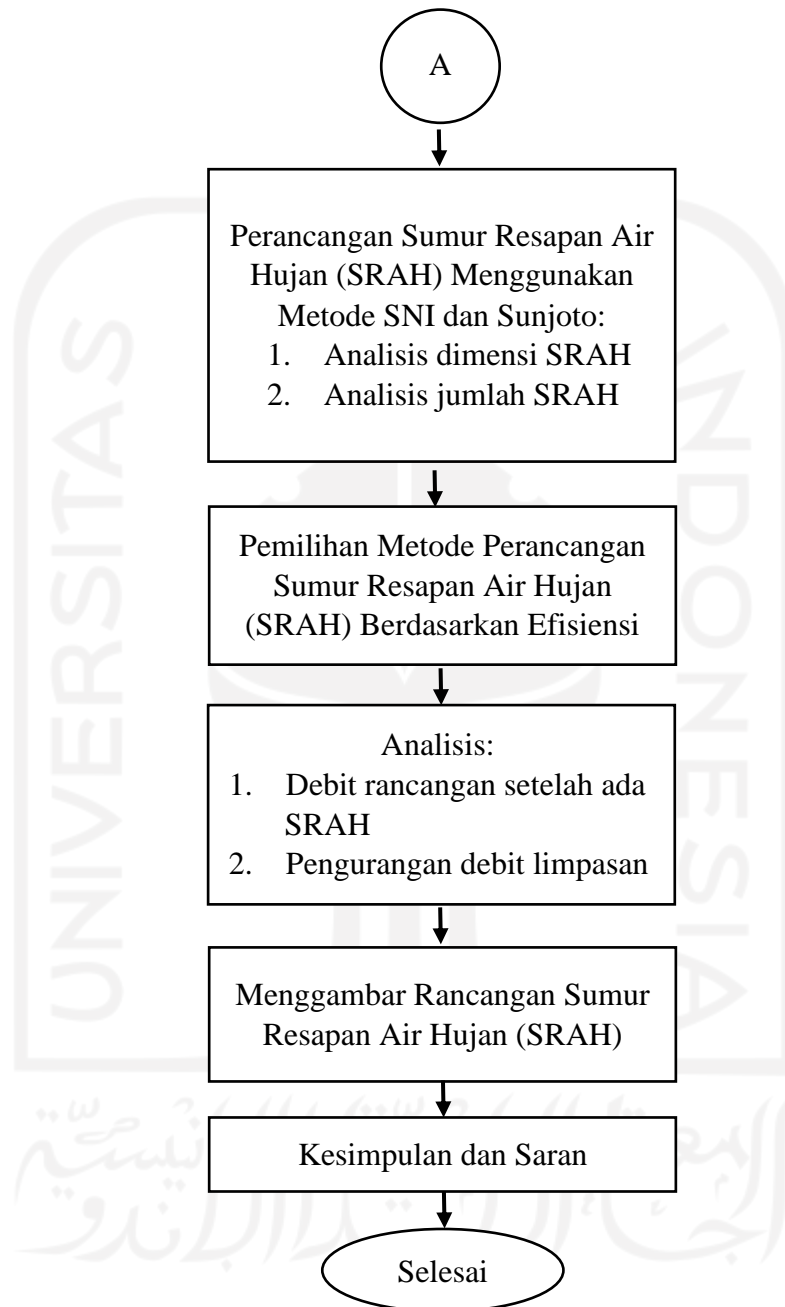 A
Perancangan Sumur Resapan Air
Hujan (SRAH) Menggunakan
Metode SNI dan Sunjoto:
1. Analisis dimensi SRAH
2. Analisis jumlah SRAH
Pemilihan Metode Perancangan
Sumur Resapan Air Hujan
(SRAH) Berdasarkan Efisiensi
Analisis:
1. Debit rancangan setelah ada
SRAH
2. Pengurangan debit limpasan
Menggambar Rancangan Sumur
Resapan Air Hujan (SRAH)
Kesimpulan dan Saran
Selesai
UNIVERSITAS
INDONESIA